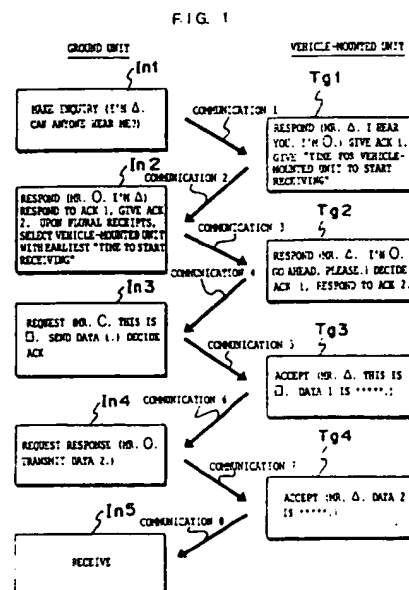 FIG. 1
GROUND UNIT
VEHICLE-MOUNTED UNIT
In1
MAKE INQUIRY (I'M Δ.
CAN ANYONE HEAR ME?)
COMMUNICATION 1
Tg1
RESPOND (MR. Δ. I HEAR
YOU. I'M O.) GIVE ACK 1.
GIVE "TIME FOR VEHICLE-
MOUNTED UNIT TO START
RECEIVING"
COMMUNICATION 2
In2
RESPOND (MR. O. I'M Δ)
RESPOND TO ACK 1. GIVE ACK
2. UPON FLORAL RECEIPTS,
SELECT VEHICLE-MOUNTED UNIT
WITH EARLIEST "TIME TO START
RECEIVING"
COMMUNICATION 3
Tg2
RESPOND (MR. Δ. I'M O.
GO AHEAD. PLEASE.) DECIDE
ACK 1. RESPOND TO ACK 2.
COMMUNICATION 4
In3
REQUEST (MR. C. THIS IS
□. SEND DATA 1.) DECIDE
ACK
COMMUNICATION 5
Tg3
ACCEPT (MR. Δ. THIS IS
□. DATA 1 IS *****.)
COMMUNICATION 6
In4
REQUEST RESPONSE (MR. O.
TRANSMIT DATA 2.)
COMMUNICATION 7
Tg4
ACCEPT (MR. Δ. DATA 2
IS *****.)
COMMUNICATION 8
In5
RECEIVE